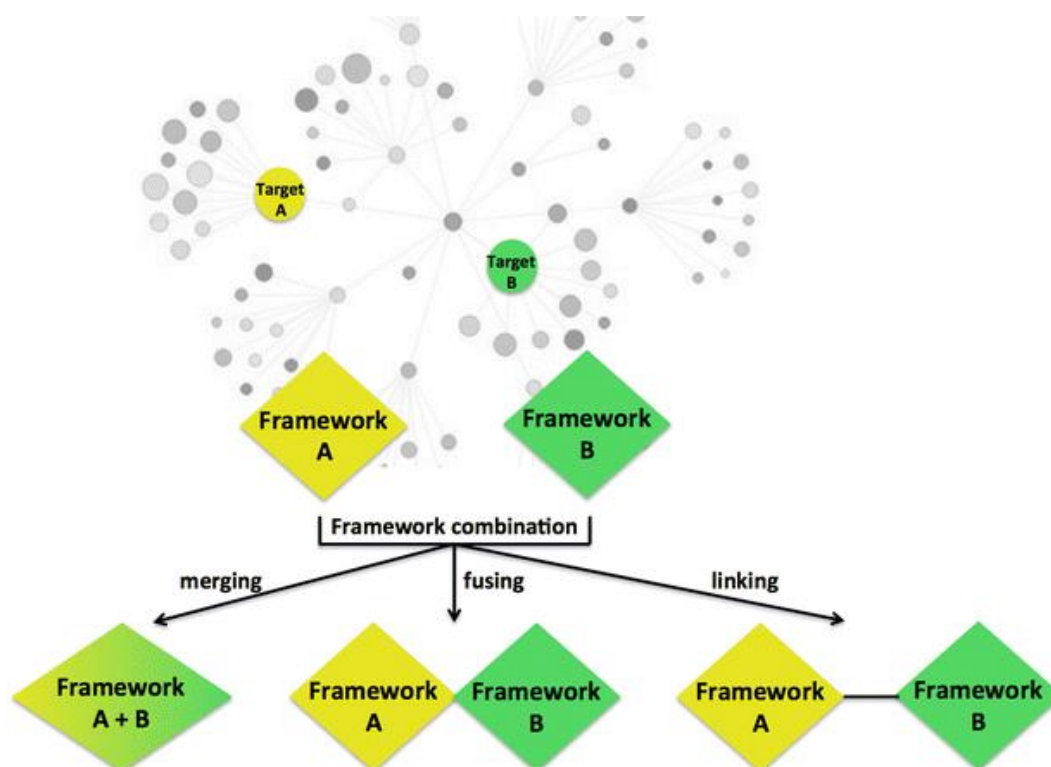 Target
A
Target
B
Framework
A
Framework
B
Framework combination
merging
fusing
linking
Framework
A + B
Framework
A
Framework
B
Framework
A
Framework
B